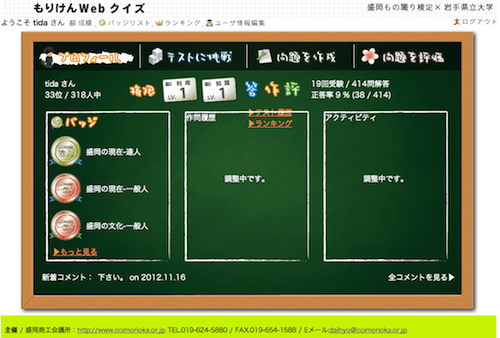 もりけんWeb クイズ
盛岡もの識り検定×岩手県立大学
ようこそ tida さん 成績 バッジリスト ランキング ユーザ情報編集
ログアウト
プロフィール テストに挑戦 問題を作成 問題を評価
tida さん
33位 / 318人中
権限 利用 LV. 1 知識 LV. 1 答 作 評
19回受験 / 414問解答
正答率 9 % (38 / 414)
バッジ
盛岡の現在-達人
盛岡の現在-一般人
盛岡の文化-一般人
▶もっと見る
作問履歴
▶テスト履歴
▶ランキング
調整中です。
アクティビティ
調整中です。
新着コメント: 下さい。 on 2012.11.16
全コメントを見る▶
主催 / 盛岡商工会議所:http://www.ccimorioka.or.jp TEL.019-624-5880 / FAX.019-654-1588 / Eメール:daihyo@ccimorioka.or.jp